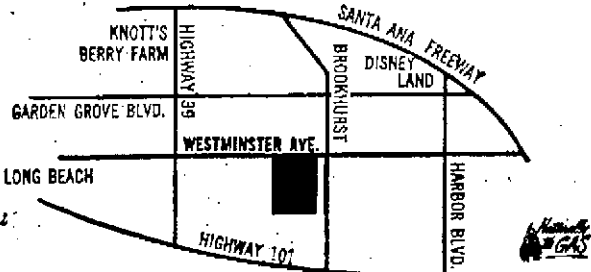 SANTA ANA FREEWAY
KNOTT'S
BERRY FARM
HIGHWAY 39
BROOKHURST
DISNEY
LAND
GARDEN GROVE BLVD.
WESTMINSTER AVE.
LONG BEACH
HARBOR BLVD.
HIGHWAY 101
Naturally
GAS